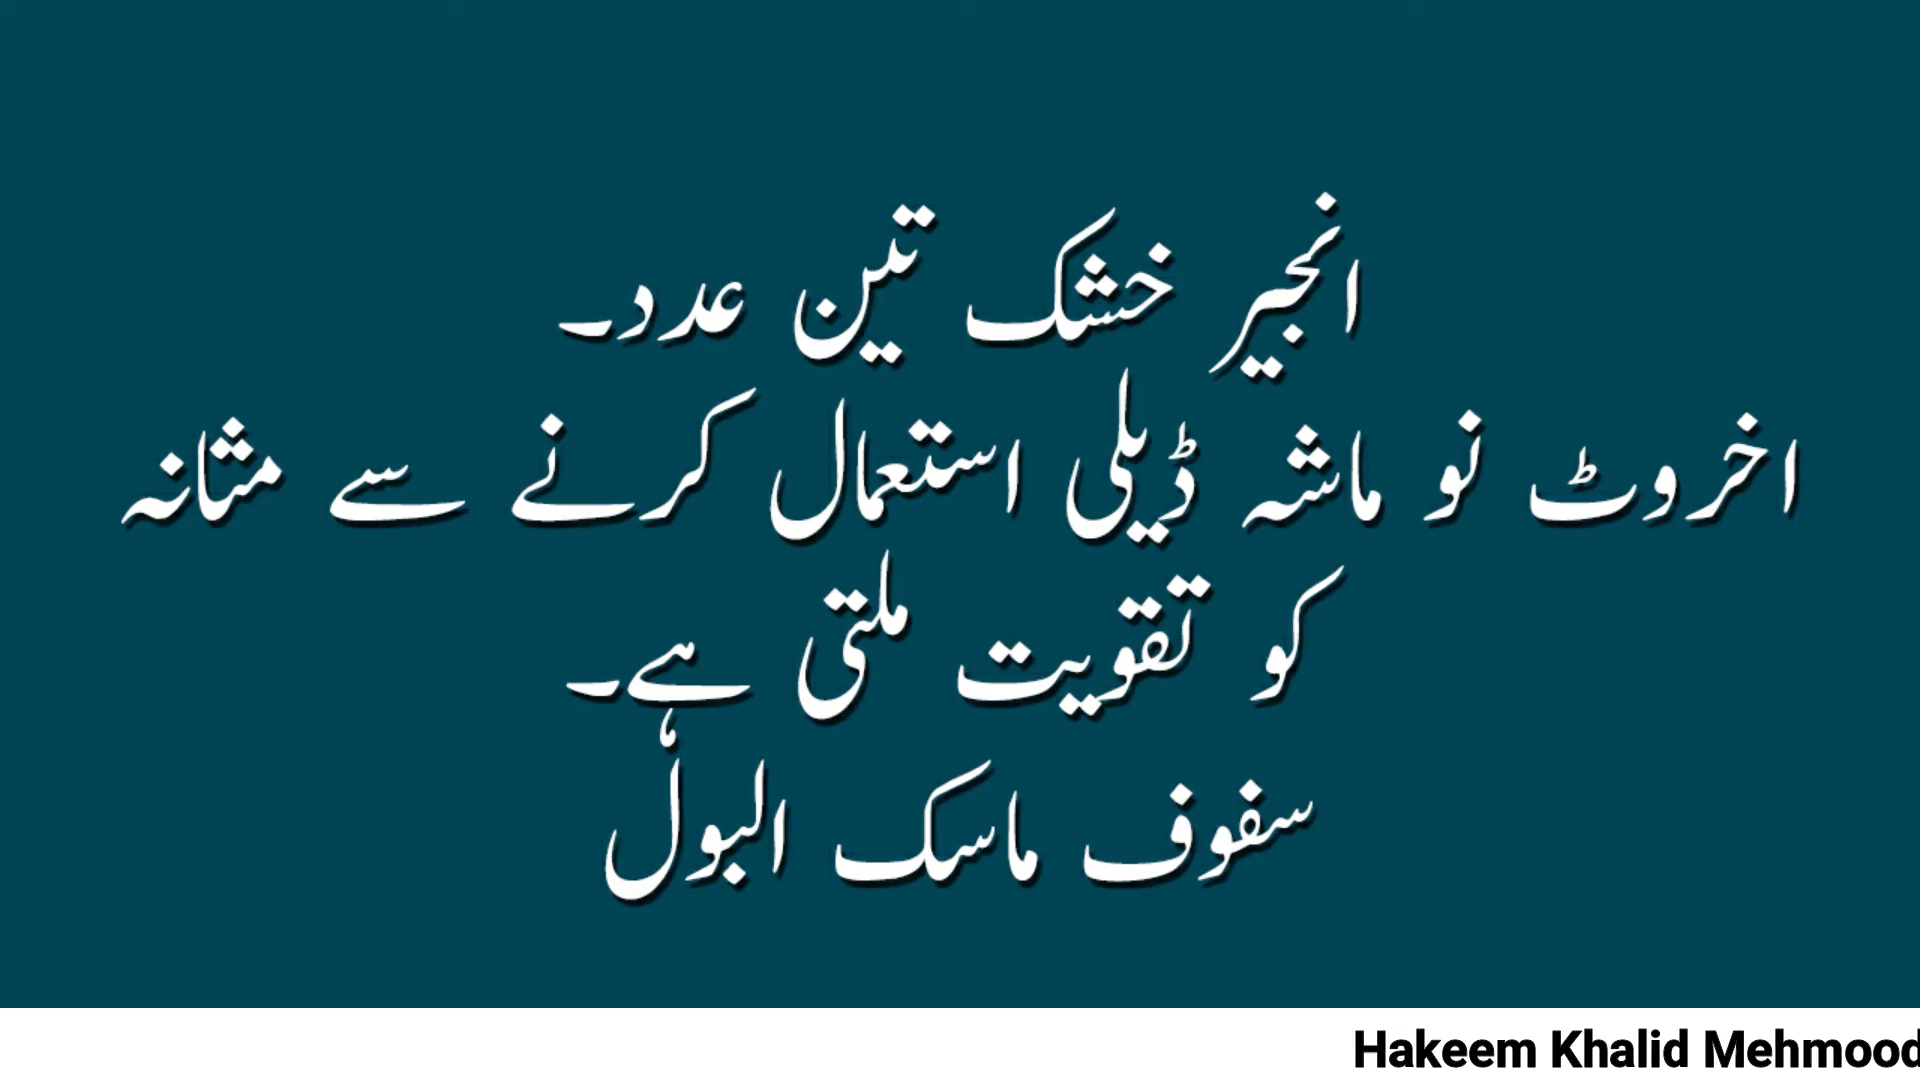 انجیر خشک تین عدد۔
اخروٹ نو ماشہ ڈیلی استعمال کرنے سے مثانہ
کو تقویت ملتی ہے۔
سفوف ماسک البول
Hakeem Khalid Mehmood